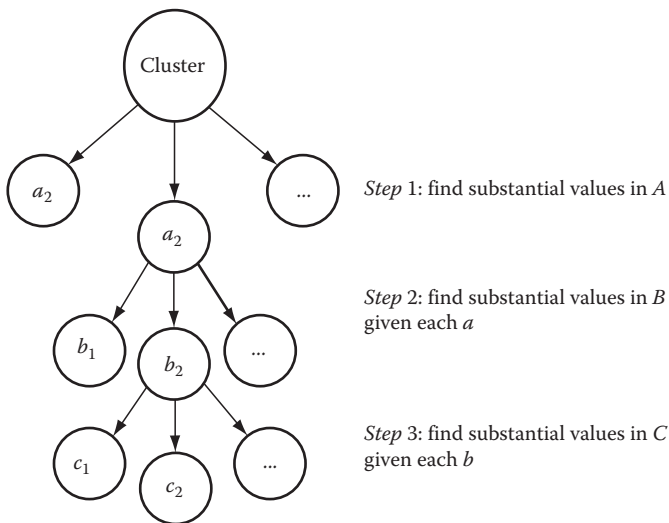 Cluster
a₂
...
Step 1: find substantial values in A
a₂
Step 2: find substantial values in B
given each a
b₁
b₂
...
Step 3: find substantial values in C
given each b
c₁
c₂
...